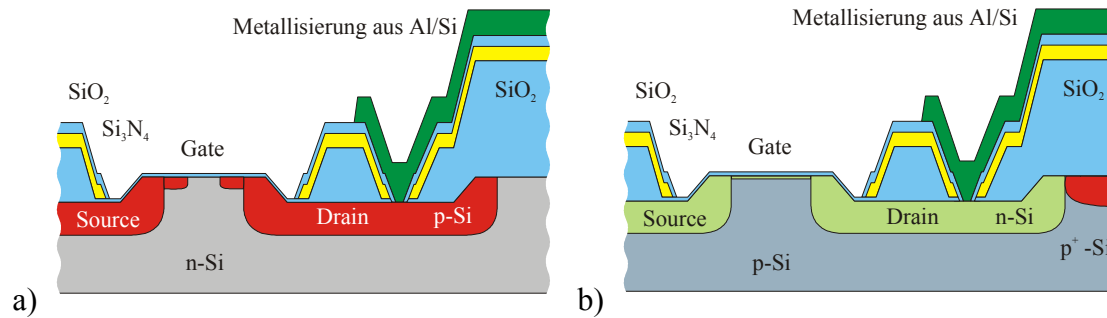 Metallisierung aus Al/Si
SiO₂
SiO₂
Si₃N₄
Gate
Source
Drain
p-Si
n-Si
a)
Metallisierung aus Al/Si
SiO₂
SiO₂
Si₃N₄
Gate
Source
Drain
n-Si
p-Si
p⁺-Si
b)